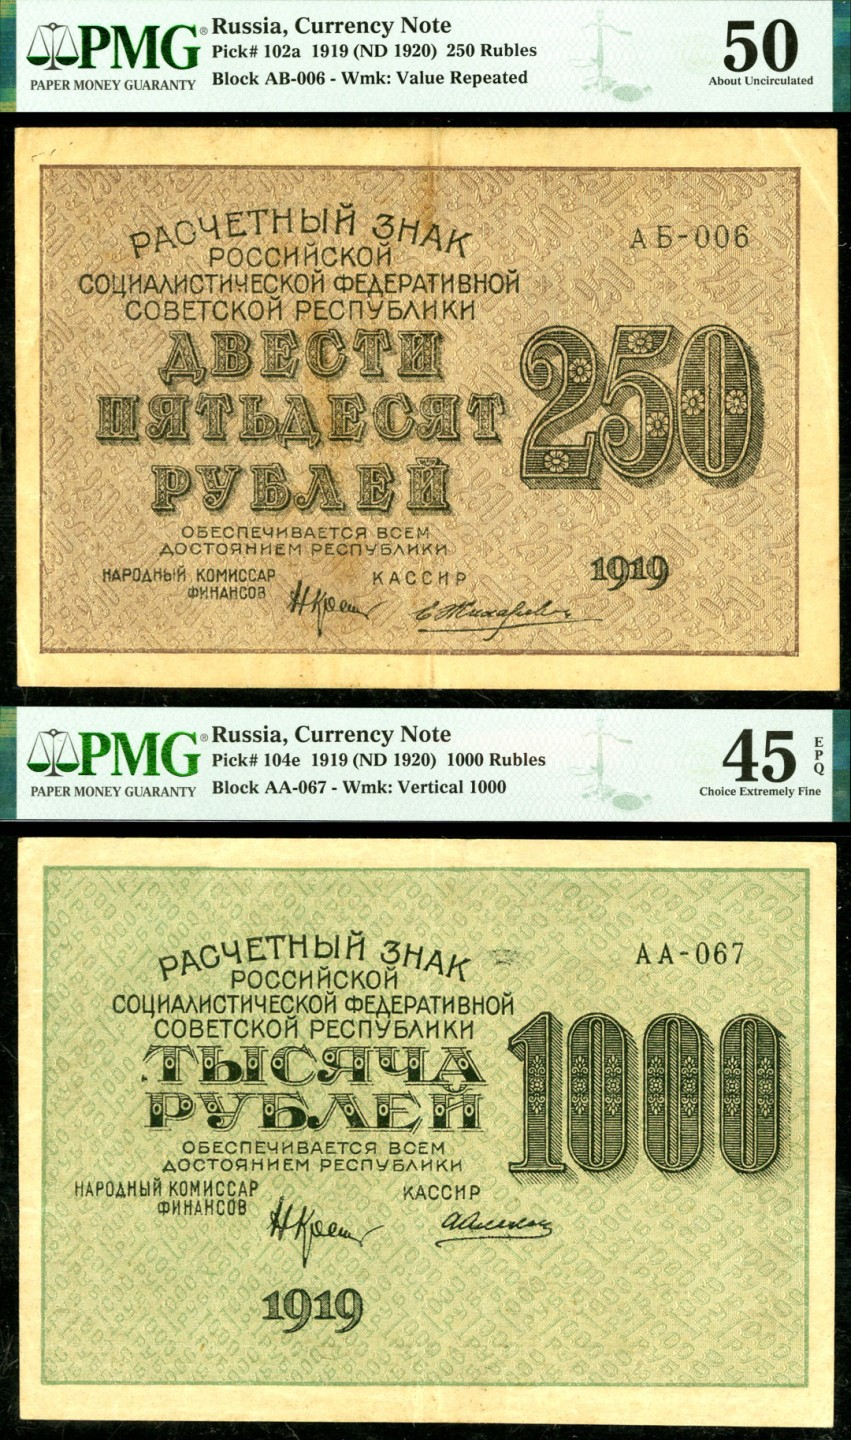 PMG®
PAPER MONEY GUARANTY
Russia, Currency Note
Pick# 102a 1919 (ND 1920) 250 Rubles
Block AB-006 - Wmk: Value Repeated
50
About Uncirculated
РАСЧЕТНЫЙ ЗНАК
РОССИЙСКОЙ
СОЦИАЛИСТИЧЕСКОЙ ФЕДЕРАТИВНОЙ
СОВЕТСКОЙ РЕСПУБЛИКИ
АБ-006
ДВЕСТИ
ПЯТЬДЕСЯТ
РУБЛЕЙ
250
ОБЕСПЕЧИВАЕТСЯ ВСЕМ
ДОСТОЯНИЕМ РЕСПУБЛИКИ
НАРОДНЫЙ КОМИССАР
ФИНАНСОВ
КАССИР
1919
PMG®
PAPER MONEY GUARANTY
Russia, Currency Note
Pick# 104e 1919 (ND 1920) 1000 Rubles
Block AA-067 - Wmk: Vertical 1000
45
EPQ
Choice Extremely Fine
РАСЧЕТНЫЙ ЗНАК
РОССИЙСКОЙ
СОЦИАЛИСТИЧЕСКОЙ ФЕДЕРАТИВНОЙ
СОВЕТСКОЙ РЕСПУБЛИКИ
АА-067
ТЫСЯЧА
РУБЛЕЙ
1000
ОБЕСПЕЧИВАЕТСЯ ВСЕМ
ДОСТОЯНИЕМ РЕСПУБЛИКИ
НАРОДНЫЙ КОМИССАР
ФИНАНСОВ
КАССИР
1919